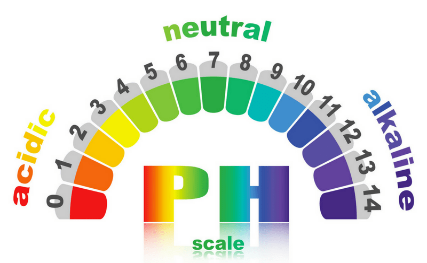 neutral
acidic
alkaline
0 1 2 3 4 5 6 7 8 9 10 11 12 13 14
PH
scale